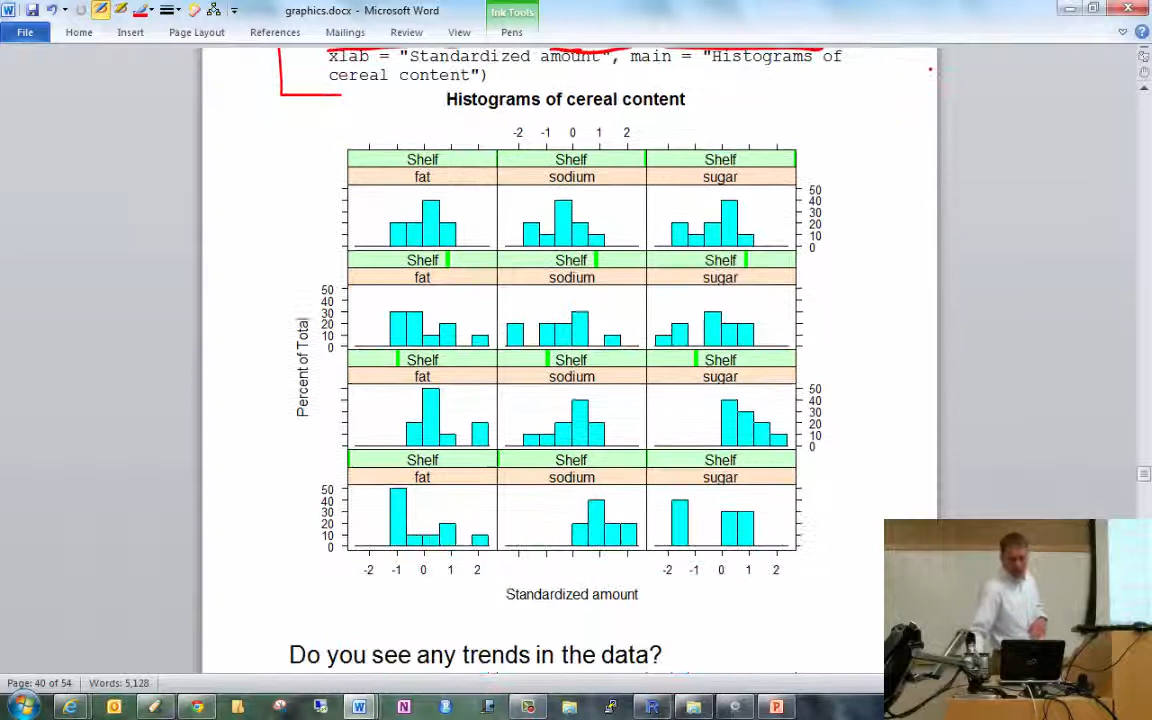 graphics.docx - Microsoft Word
Ink Tools
File Home Insert Page Layout References Mailings Review View Pens
xlab = "Standardized amount", main = "Histograms of
cereal content")
Histograms of cereal content
-2 -1 0 1 2
Shelf Shelf Shelf
fat sodium sugar
50
40
30
20
10
0
Shelf Shelf Shelf
fat sodium sugar
50
40
30
20
10
0
Percent of Total
Shelf Shelf Shelf
fat sodium sugar
50
40
30
20
10
0
Shelf Shelf Shelf
fat sodium sugar
50
40
30
20
10
0
-2 -1 0 1 2 -2 -1 0 1 2
Standardized amount
Do you see any trends in the data?
Page: 40 of 54 Words: 5,128